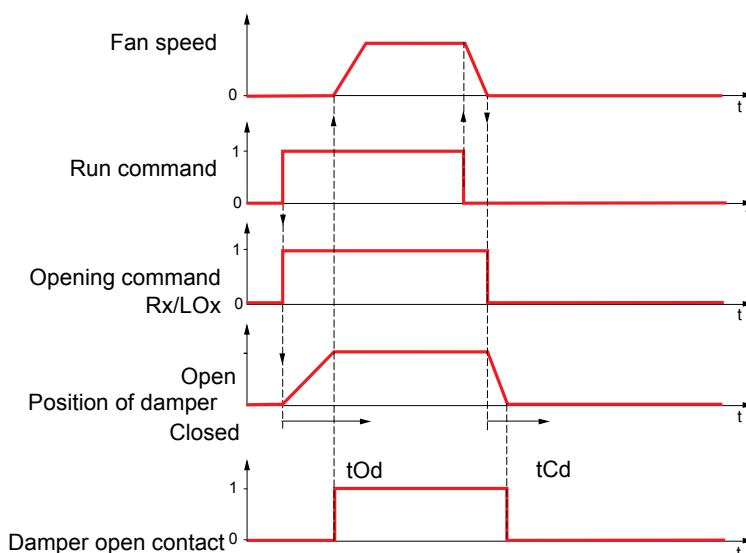 Fan speed
0
t
Run command
1
0
Opening command
Rx/LOx
1
0
t
Open
Position of damper
Closed
0
t
tOd
tCd
1
Damper open contact
0
t